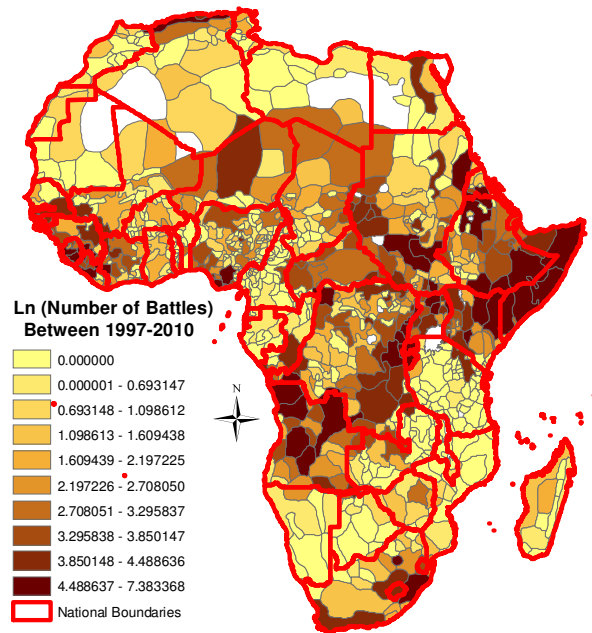 Ln (Number of Battles)
Between 1997-2010
N
0.000000
0.000001 - 0.693147
0.693148 - 1.098612
1.098613 - 1.609438
1.609439 - 2.197225
2.197226 - 2.708050
2.708051 - 3.295837
3.295838 - 3.850147
3.850148 - 4.488636
4.488637 - 7.383368
National Boundaries